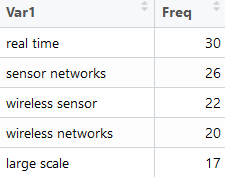 Var1 Freq
real time 30
sensor networks 26
wireless sensor 22
wireless networks 20
large scale 17